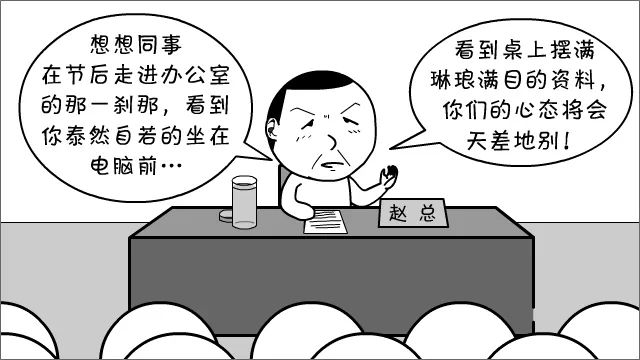 想想同事
在节后走进办公室
的那一刹那，看到
你泰然自若的坐在
电脑前…
看到桌上摆满
琳琅满目的资料，
你们的心态将会
天差地别！
赵 总